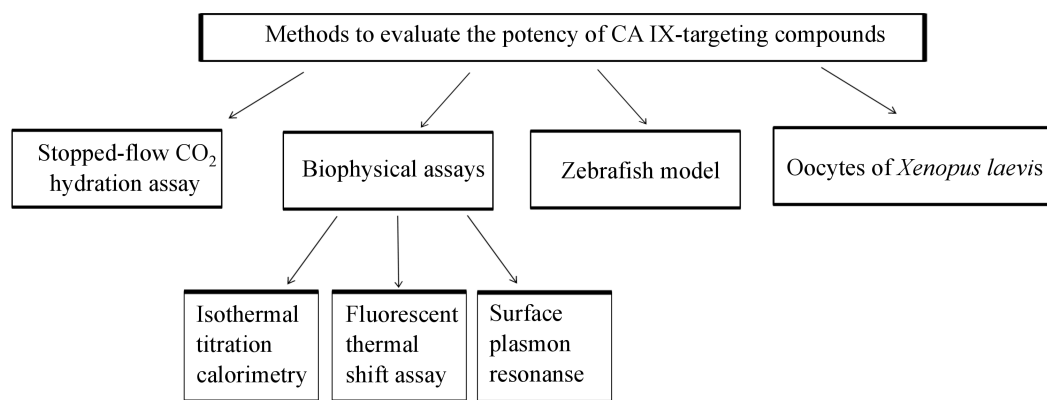 Methods to evaluate the potency of CA IX-targeting compounds
Stopped-flow CO₂
hydration assay
Biophysical assays
Zebrafish model
Oocytes of Xenopus laevis
Isothermal
titration
calorimetry
Fluorescent
thermal
shift assay
Surface
plasmon
resonanse